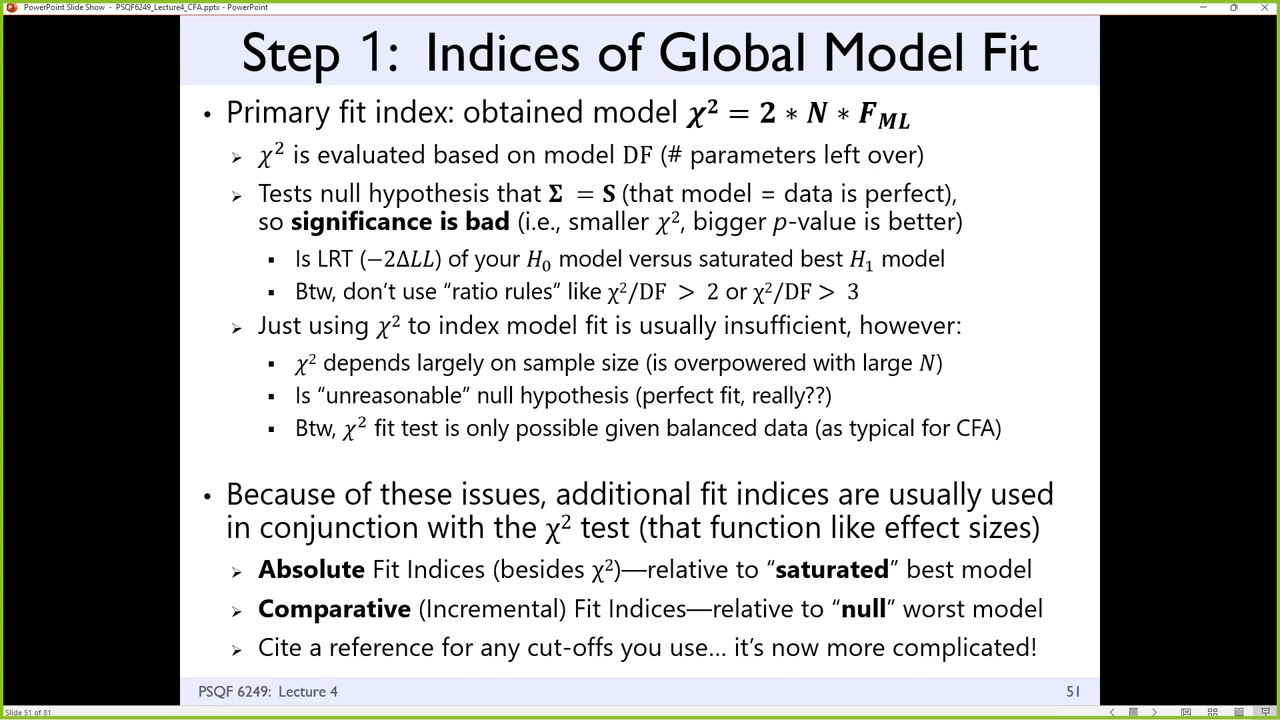 PowerPoint Slide Show - PSQF6249_Lecture4_CFA.pptx - PowerPoint
Step 1: Indices of Global Model Fit
• Primary fit index: obtained model χ² = 2 ∗ N ∗ F_ML
➢ χ² is evaluated based on model DF (# parameters left over)
➢ Tests null hypothesis that Σ = S (that model = data is perfect),
so significance is bad (i.e., smaller χ², bigger p-value is better)
▪ Is LRT (−2ΔLL) of your H₀ model versus saturated best H₁ model
▪ Btw, don’t use “ratio rules” like χ²/DF > 2 or χ²/DF > 3
➢ Just using χ² to index model fit is usually insufficient, however:
▪ χ² depends largely on sample size (is overpowered with large N)
▪ Is “unreasonable” null hypothesis (perfect fit, really??)
▪ Btw, χ² fit test is only possible given balanced data (as typical for CFA)
• Because of these issues, additional fit indices are usually used
in conjunction with the χ² test (that function like effect sizes)
➢ Absolute Fit Indices (besides χ²)—relative to “saturated” best model
➢ Comparative (Incremental) Fit Indices—relative to “null” worst model
➢ Cite a reference for any cut-offs you use… it’s now more complicated!
PSQF 6249: Lecture 4
51
Slide 51 of 81